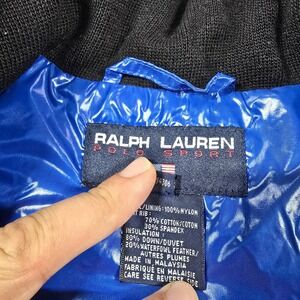 RALPH LAUREN
POLO SPORT
LINING: 100% NYLON
RIB:
70% COTTON/COTON
30% SPANDEX
INSULATION:
80% DOWN/DUVET
20% WATERFOWL FEATHER/
AUTRES PLUMES
MADE IN MALAYSIA
FABRIQUÉ EN MALAISIE
CARE SEE REVERSE SIDE